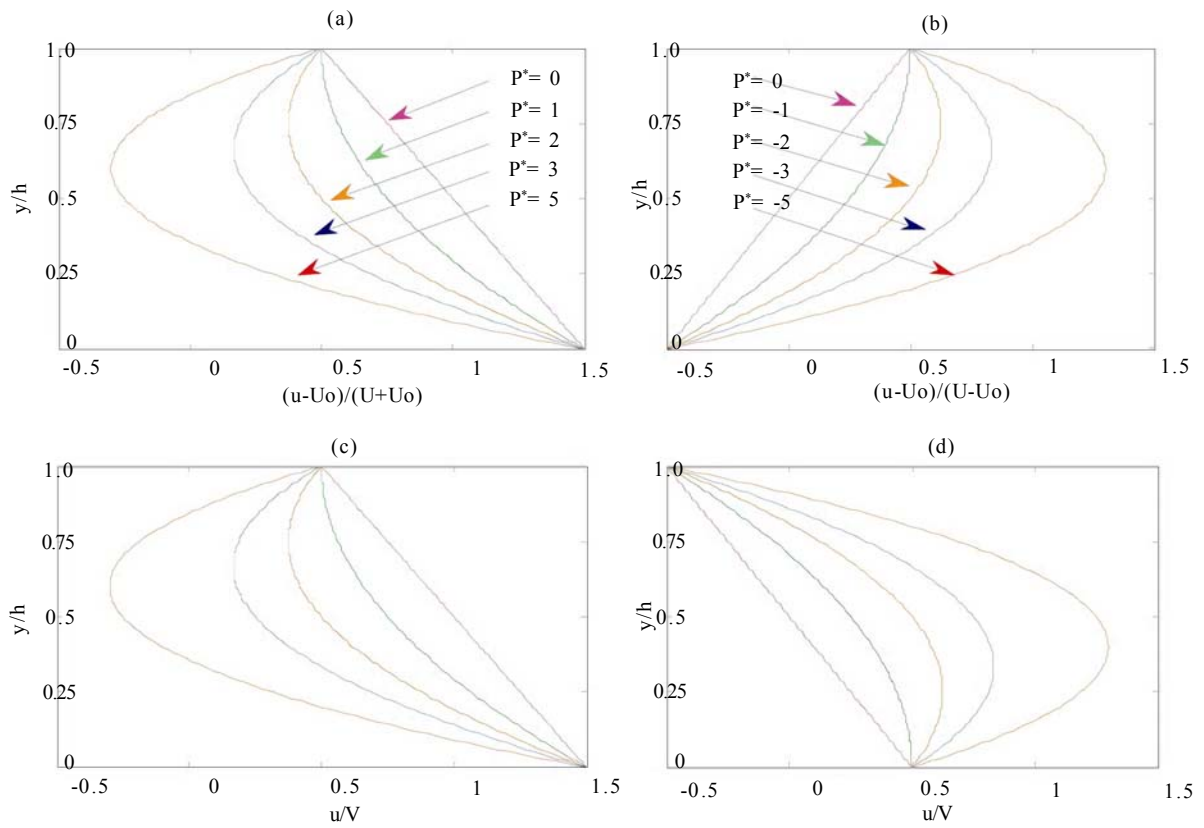 (a)
1.0
0.75
0.5
0.25
0
y/h
P*= 0
P*= 1
P*= 2
P*= 3
P*= 5
-0.5 0 0.5 1 1.5
(u-Uo)/(U+Uo)
(b)
1.0
0.75
0.5
0.25
0
y/h
P*= 0
P*= -1
P*= -2
P*= -3
P*= -5
-0.5 0 0.5 1 1.5
(u-Uo)/(U-Uo)
(c)
1.0
0.75
0.5
0.25
0
y/h
-0.5 0 0.5 1 1.5
u/V
(d)
1.0
0.75
0.5
0.25
0
y/h
-0.5 0 0.5 1 1.5
u/V